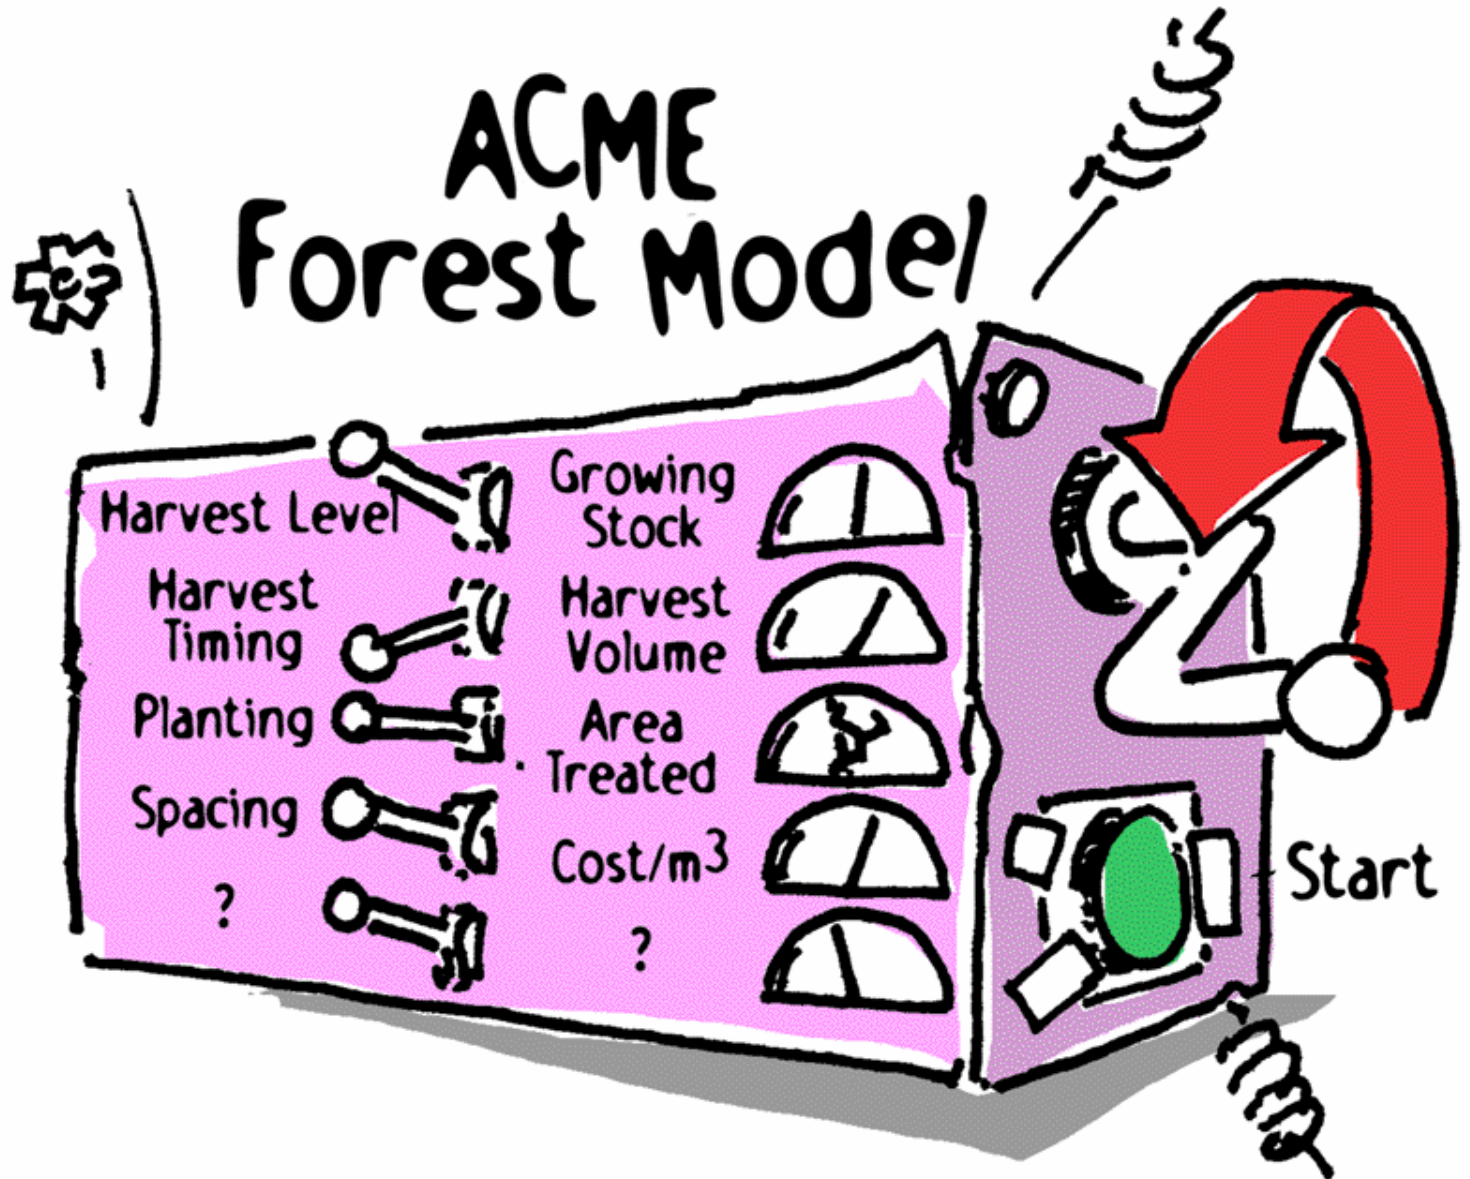 ACME
Forest Model
Harvest Level
Harvest
Timing
Planting
Spacing
?
Growing
Stock
Harvest
Volume
Area
Treated
Cost/m³
?
Start